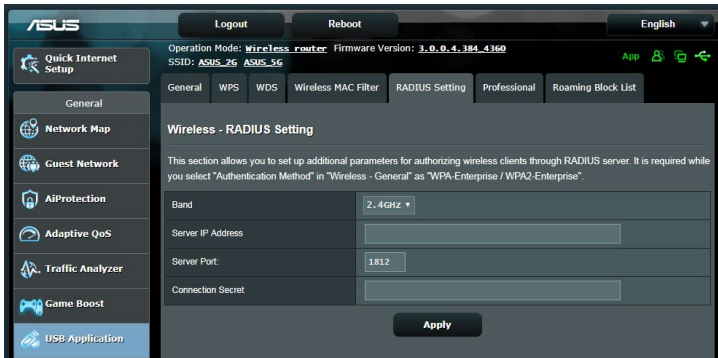 ASUS
Logout
Reboot
English
Quick Internet
Setup
General
Network Map
Guest Network
AiProtection
Adaptive QoS
Traffic Analyzer
Game Boost
USB Application
Operation Mode: Wireless router Firmware Version: 3.0.0.4.384_4360
SSID: ASUS_2G ASUS_5G
App
General WPS WDS Wireless MAC Filter RADIUS Setting Professional Roaming Block List
Wireless - RADIUS Setting
This section allows you to set up additional parameters for authorizing wireless clients through RADIUS server. It is required while
you select "Authentication Method" in "Wireless - General" as "WPA-Enterprise / WPA2-Enterprise".
Band 2.4GHz
Server IP Address
Server Port: 1812
Connection Secret
Apply